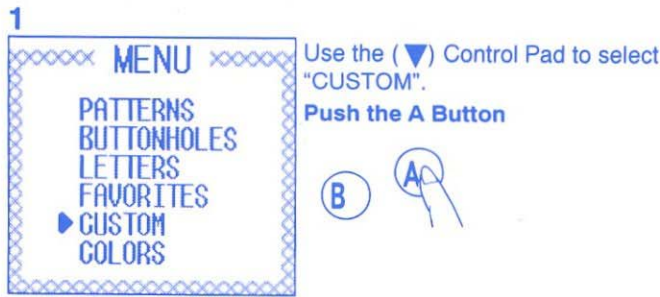 1
MENU
PATTERNS
BUTTONHOLES
LETTERS
FAVORITES
CUSTOM
COLORS
Use the (▼) Control Pad to select
“CUSTOM”.
Push the A Button
B
A